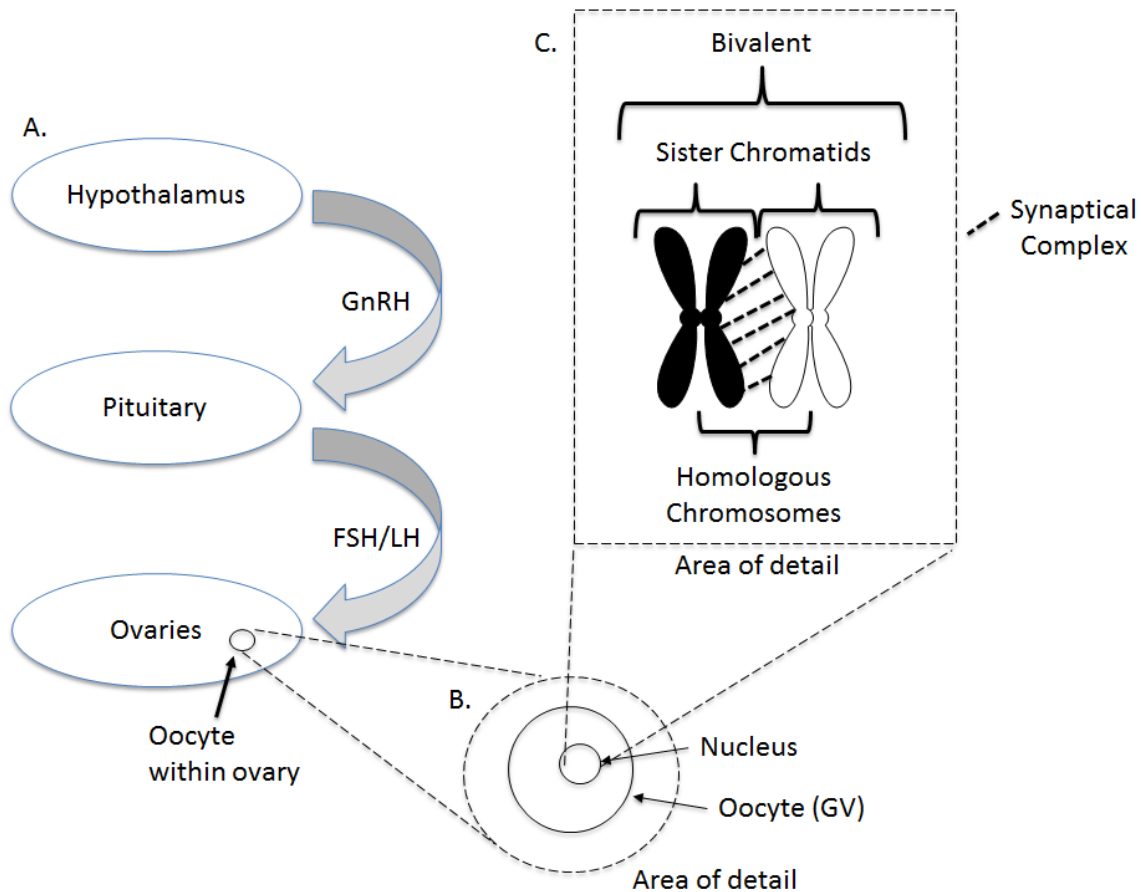 A.
Hypothalamus
GnRH
Pituitary
FSH/LH
Ovaries
Oocyte
within ovary
B.
Nucleus
Oocyte (GV)
Area of detail
C.
Bivalent
Sister Chromatids
Synaptical
Complex
Homologous
Chromosomes
Area of detail